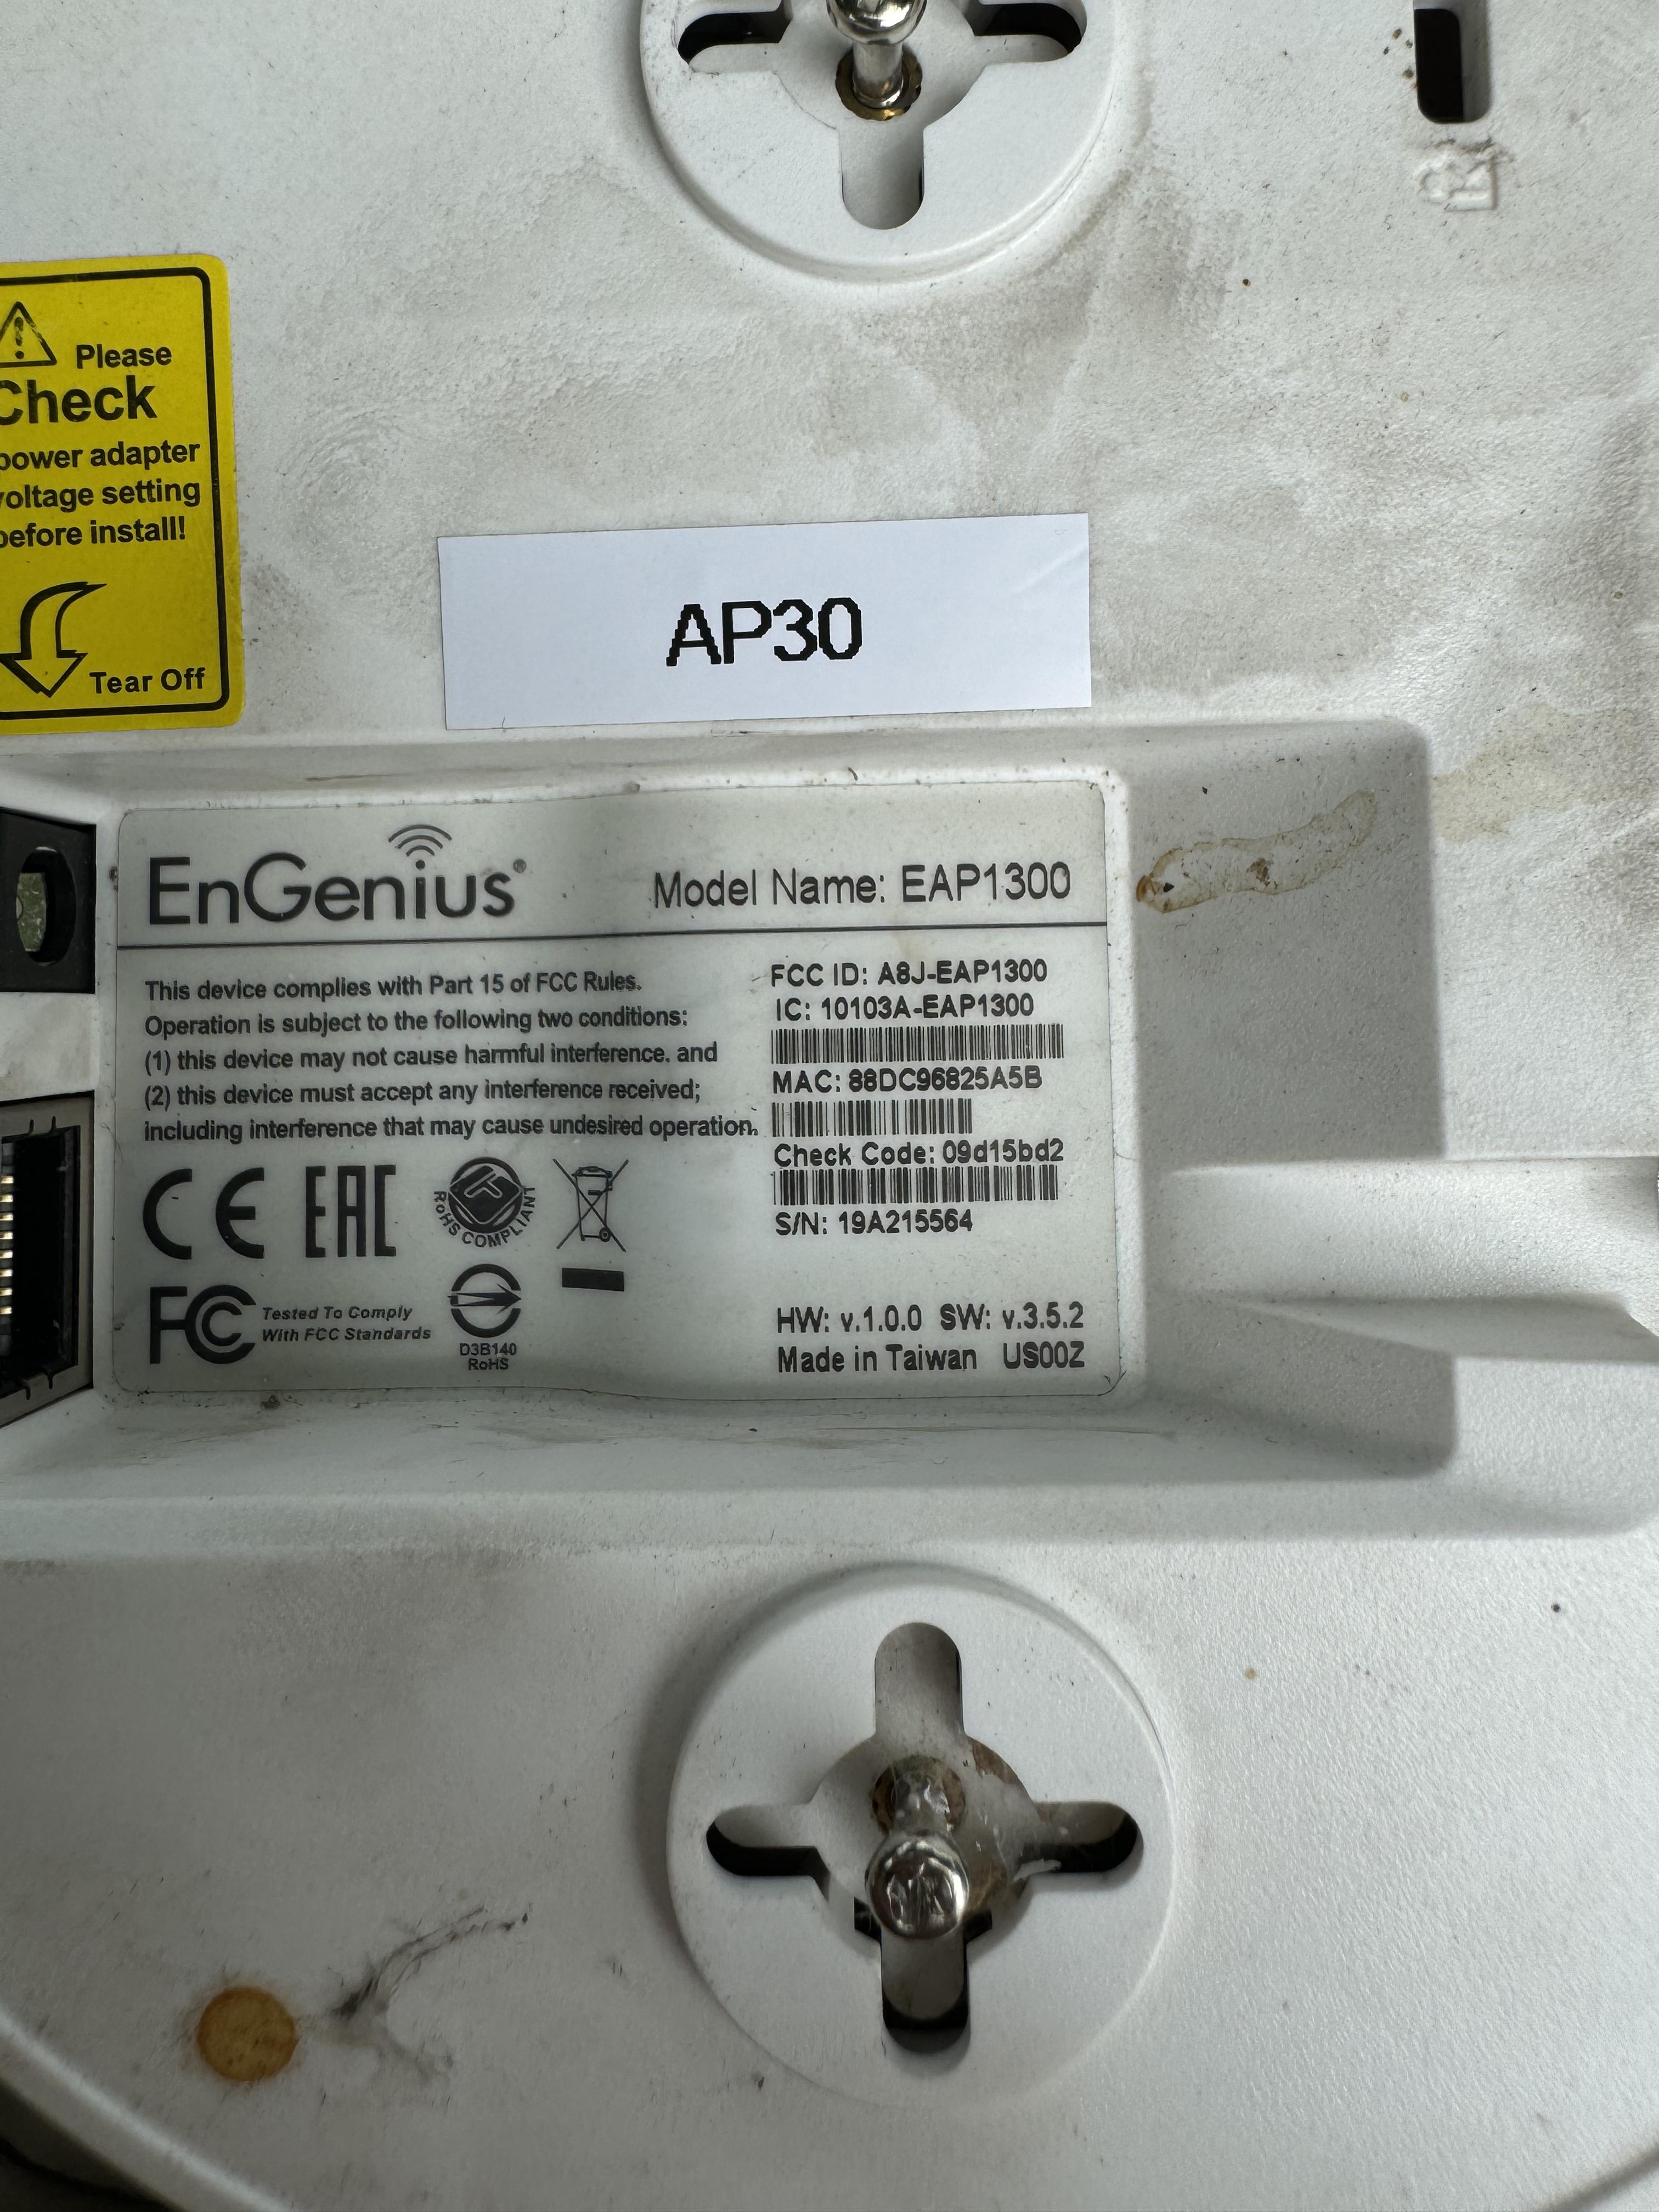 Please
Check
power adapter
voltage setting
before install!
Tear Off
AP30
EnGenius®
Model Name: EAP1300
This device complies with Part 15 of FCC Rules.
Operation is subject to the following two conditions:
(1) this device may not cause harmful interference. and
(2) this device must accept any interference received;
including interference that may cause undesired operation.
FCC ID: A8J-EAP1300
IC: 10103A-EAP1300
MAC: 88DC96825A5B
Check Code: 09d15bd2
S/N: 19A215564
CE EAC
RoHS COMPLIANT
FC Tested To Comply
With FCC Standards
D3B140
RoHS
HW: v.1.0.0 SW: v.3.5.2
Made in Taiwan US00Z